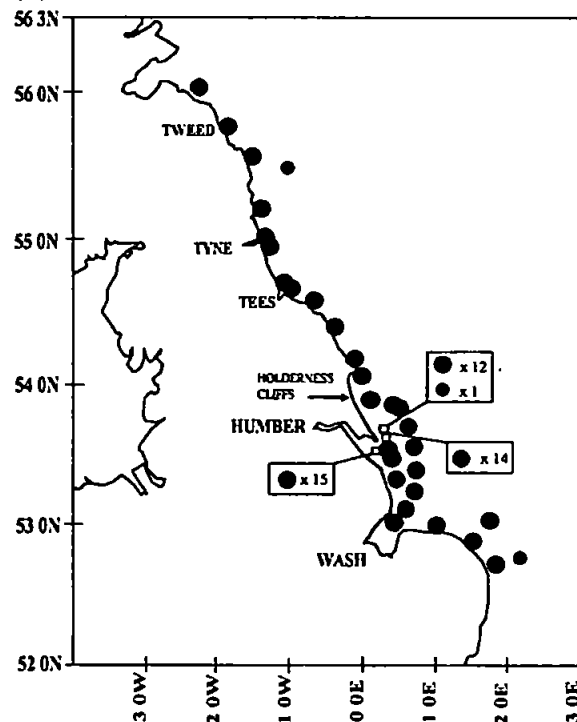 56.3N
56.0N
TWEED
55.0N
TYNE
TEES
54.0N
HOLDERNESS
CLIFFS
HUMBER
x 12
x 1
x 14
x 15
53.0N
WASH
52.0N
3.0W
2.0W
1.0W
0.0E
1.0E
2.0E
3.0E